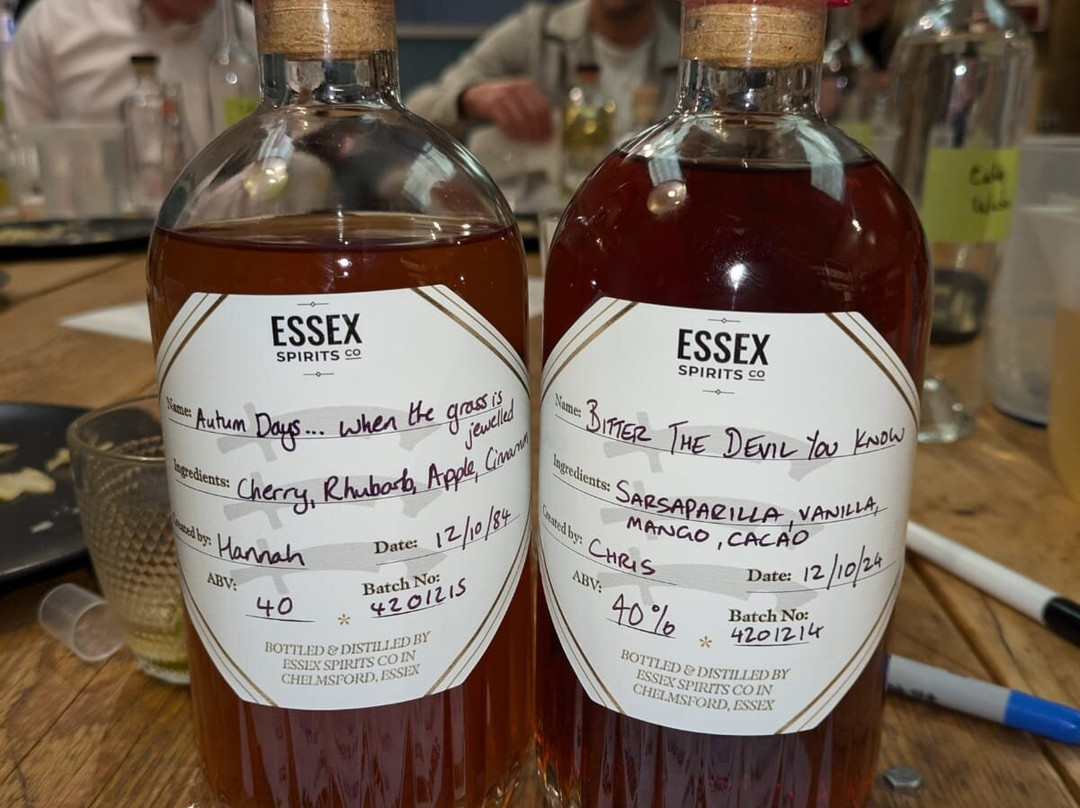 ESSEX
SPIRITS CO
Name: Autum Days... when the grass is
jewelled
Ingredients: Cherry, Rhubarb, Apple, Cinamm
Created by: Hannah Date: 12/10/84
ABV: 40 Batch No: 4201215
BOTTLED & DISTILLED BY
ESSEX SPIRITS CO IN
CHELMSFORD, ESSEX
ESSEX
SPIRITS CO
Name: BITTER THE DEVIL YOU KNOW
Ingredients: SARSAPARILLA, VANILLA,
MANGO, CACAO
Created by: CHRIS Date: 12/10/24
ABV: 40% Batch No: 4201214
BOTTLED & DISTILLED BY
ESSEX SPIRITS CO IN
CHELMSFORD, ESSEX